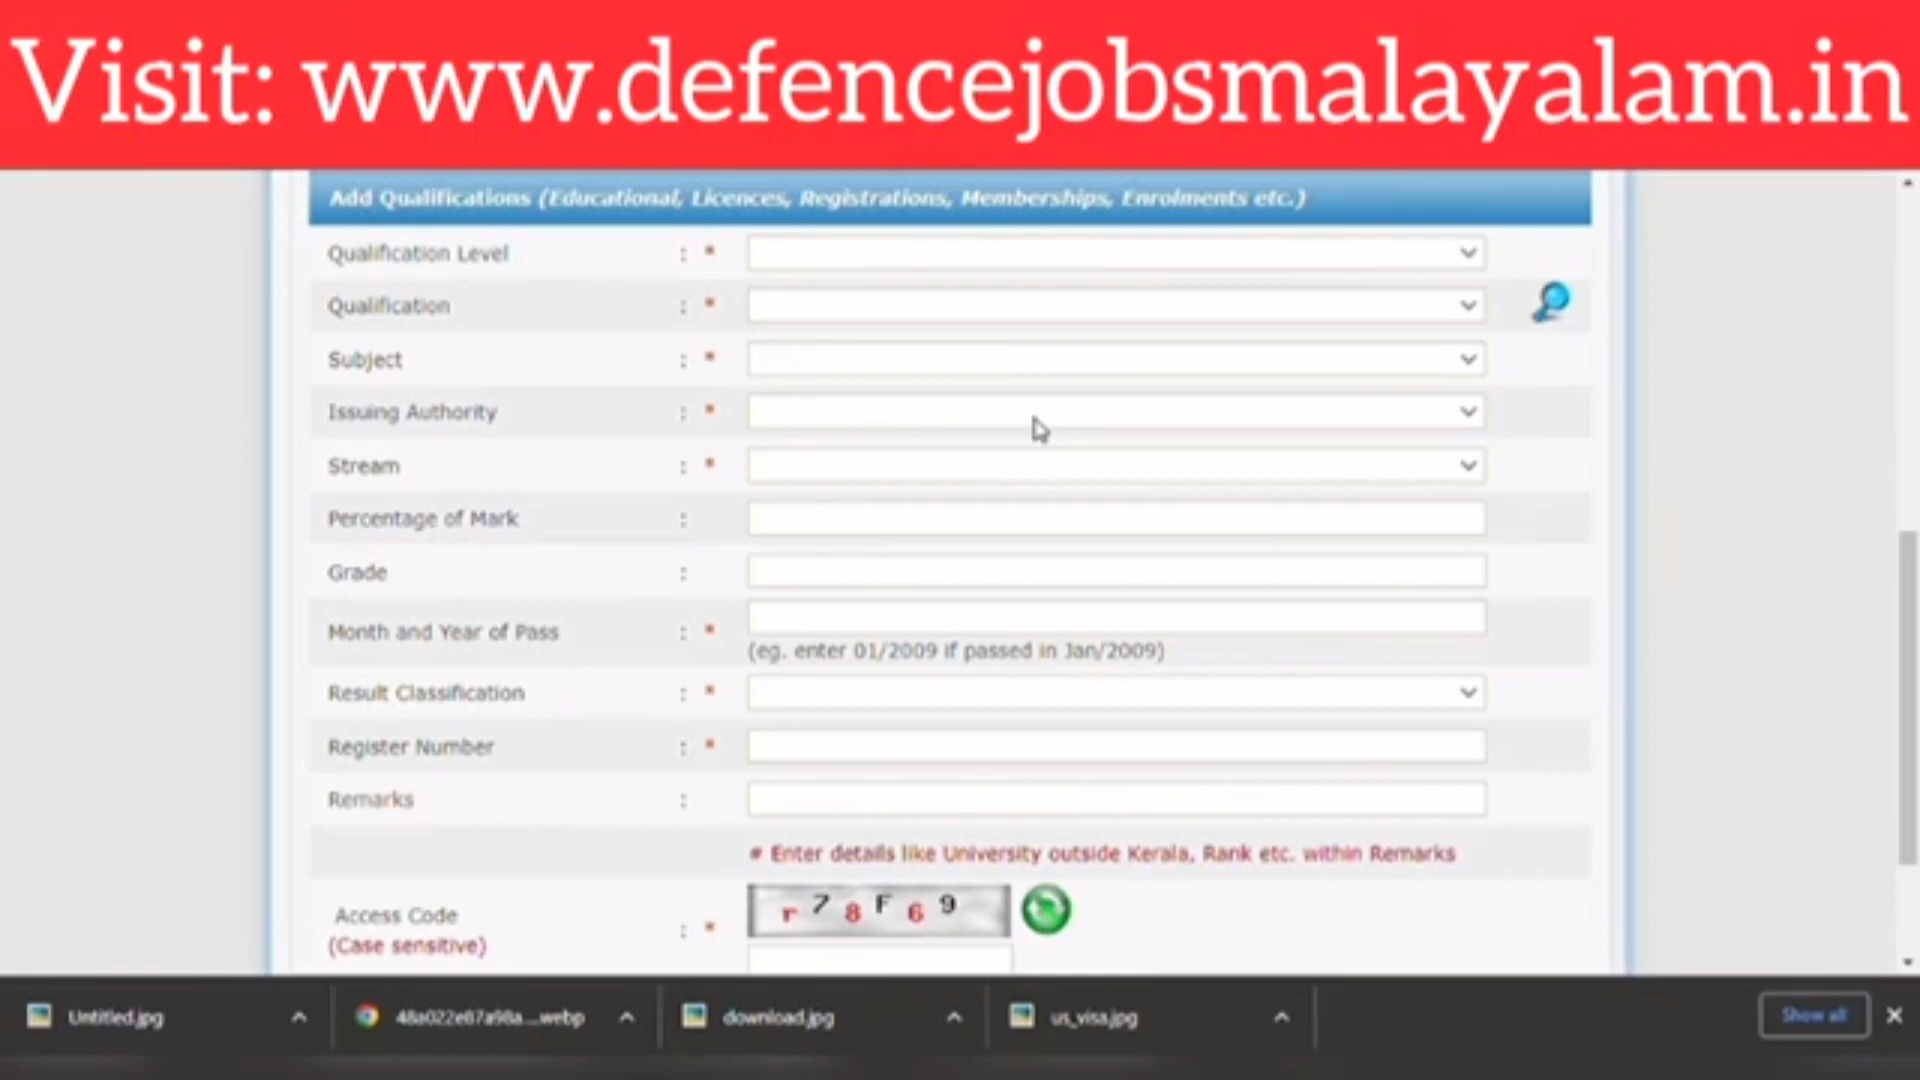 Visit: www.defencejobsmalayalam.in
Add Qualifications (Educational, Licences, Registrations, Memberships, Enrolments etc.)
Qualification Level : *
Qualification : *
Subject : *
Issuing Authority : *
Stream : *
Percentage of Mark :
Grade :
Month and Year of Pass : *
(eg. enter 01/2009 if passed in Jan/2009)
Result Classification : *
Register Number : *
Remarks :
# Enter details like University outside Kerala, Rank etc. within Remarks
Access Code
(Case sensitive) : *
r 7 8 F 6 9
Untitled.jpg
48a022e87a98a....webp
download.jpg
us_visa.jpg
Show all